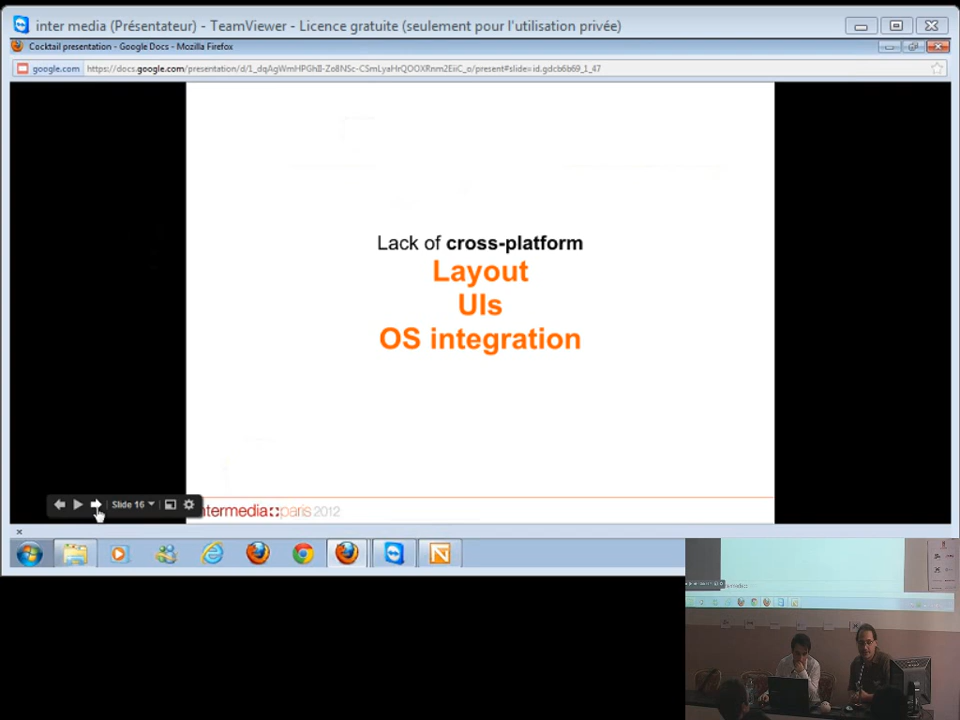 inter media (Présentateur) - TeamViewer - Licence gratuite (seulement pour l'utilisation privée)
Cocktail presentation - Google Docs - Mozilla Firefox
google.com
Lack of cross-platform
Layout
UIs
OS integration
Slide 16
intermedia::paris 2012